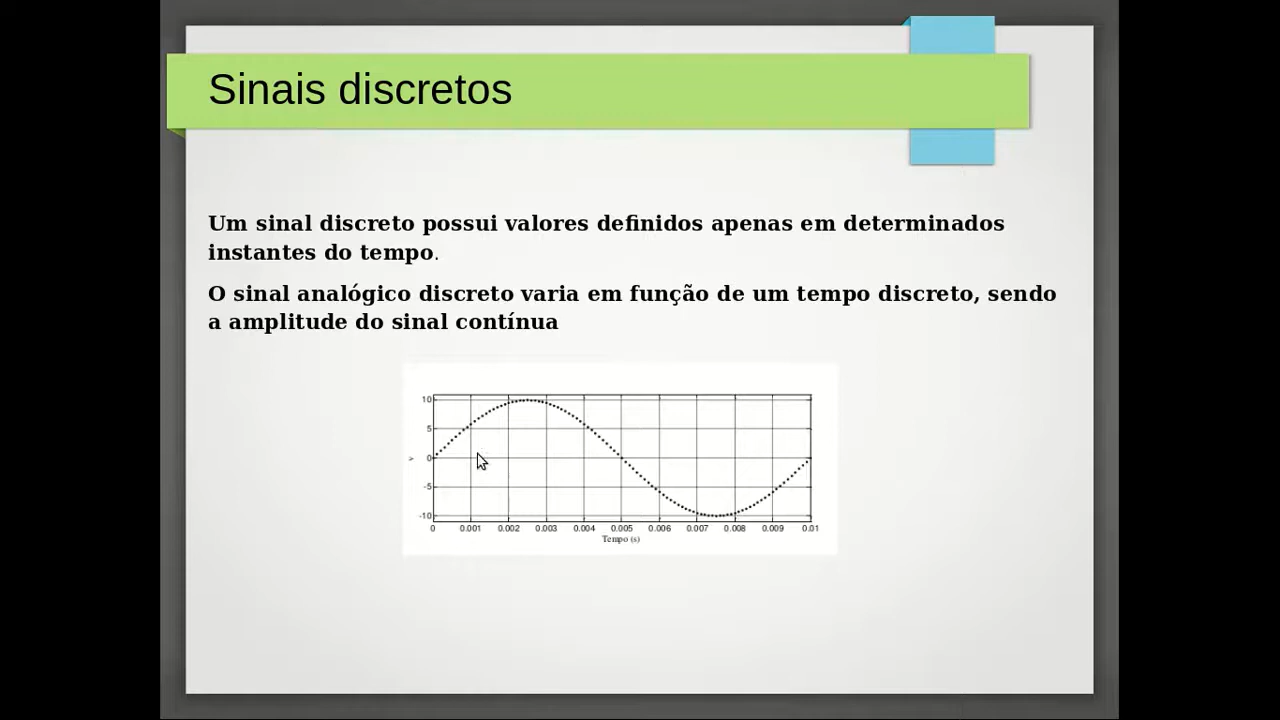 Sinais discretos
Um sinal discreto possui valores definidos apenas em determinados
instantes do tempo.
O sinal analógico discreto varia em função de um tempo discreto, sendo
a amplitude do sinal contínua
10
5
0
-5
-10
v
0 0.001 0.002 0.003 0.004 0.005 0.006 0.007 0.008 0.009 0.01
Tempo (s)